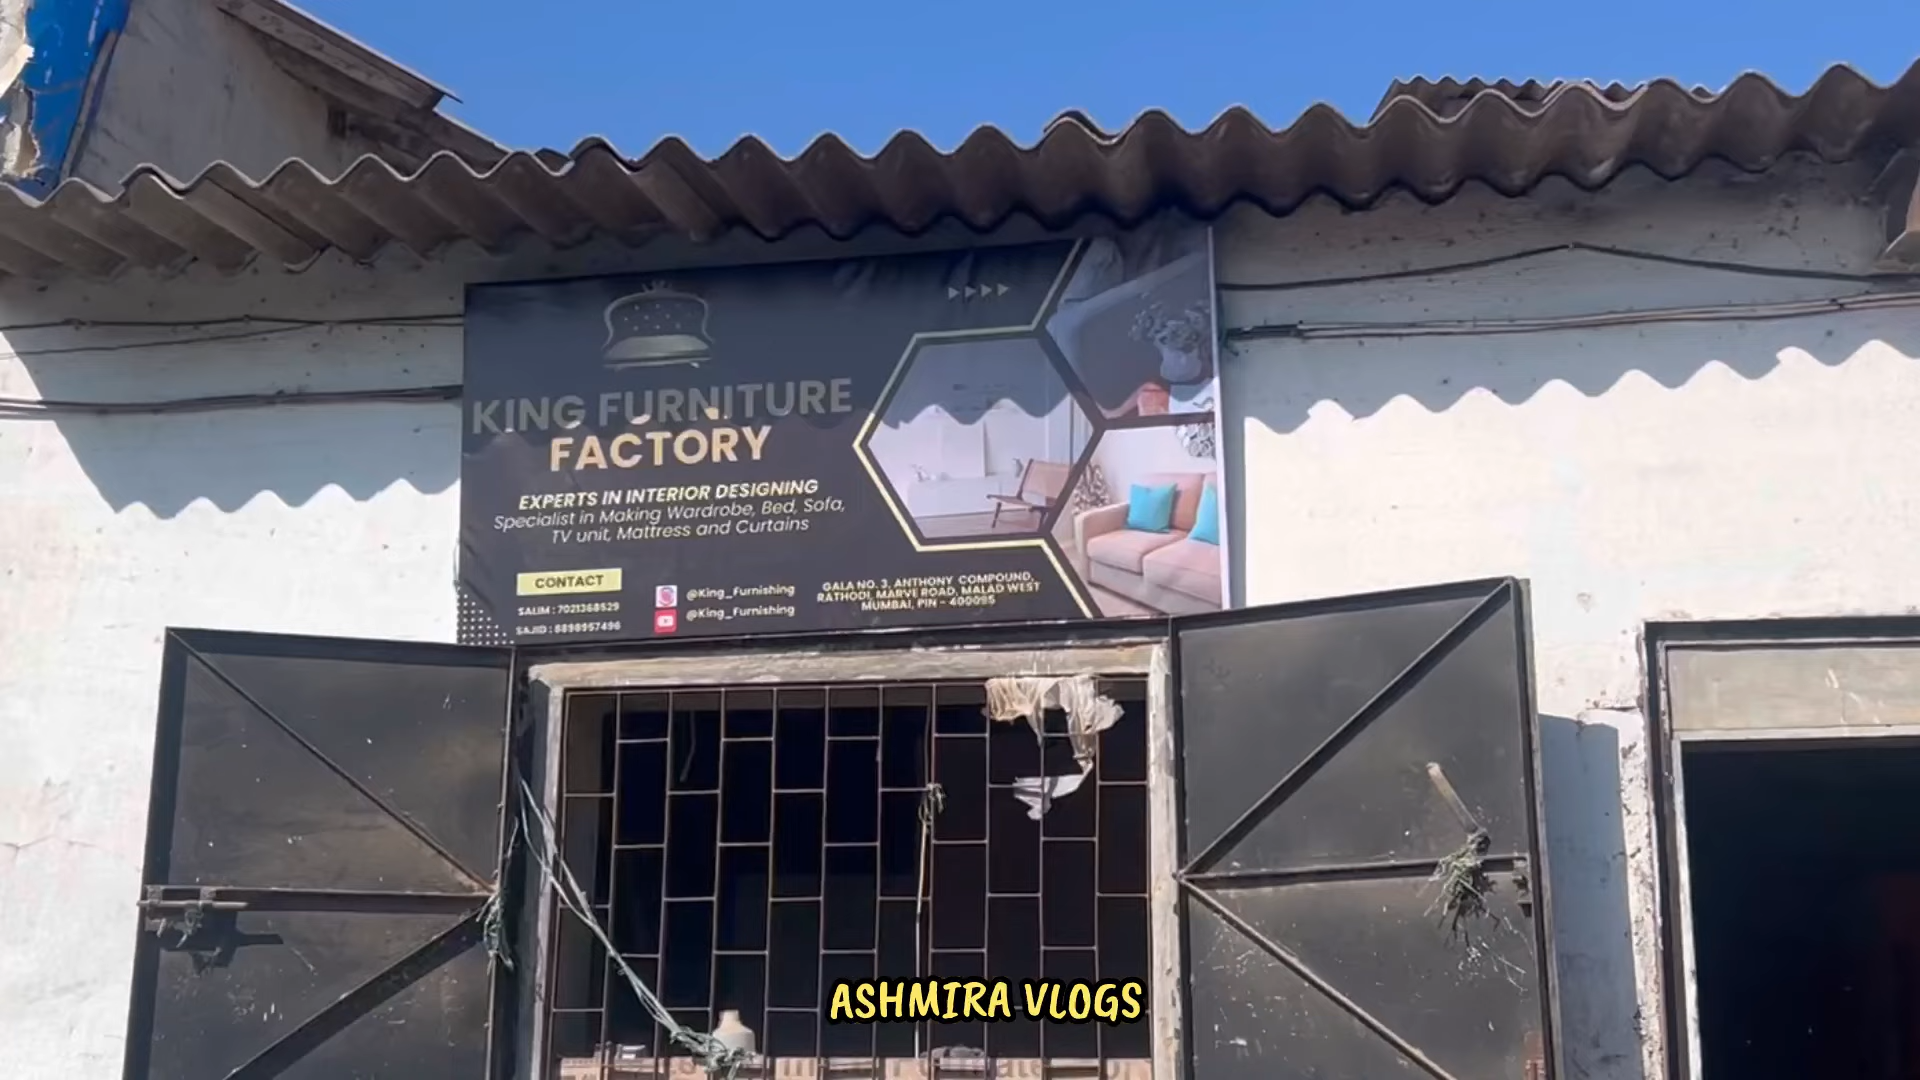 KING FURNITURE
FACTORY
EXPERTS IN INTERIOR DESIGNING
Specialist in Making Wardrobe, Bed, Sofa,
TV unit, Mattress and Curtains
CONTACT
SALIM : 7021368529
SAJID : 8898957496
@King_Furnishing
@King_Furnishing
GALA NO. 3, ANTHONY COMPOUND,
RATHODI, MARVE ROAD, MALAD WEST
MUMBAI, PIN - 400095
ASHMIRA VLOGS